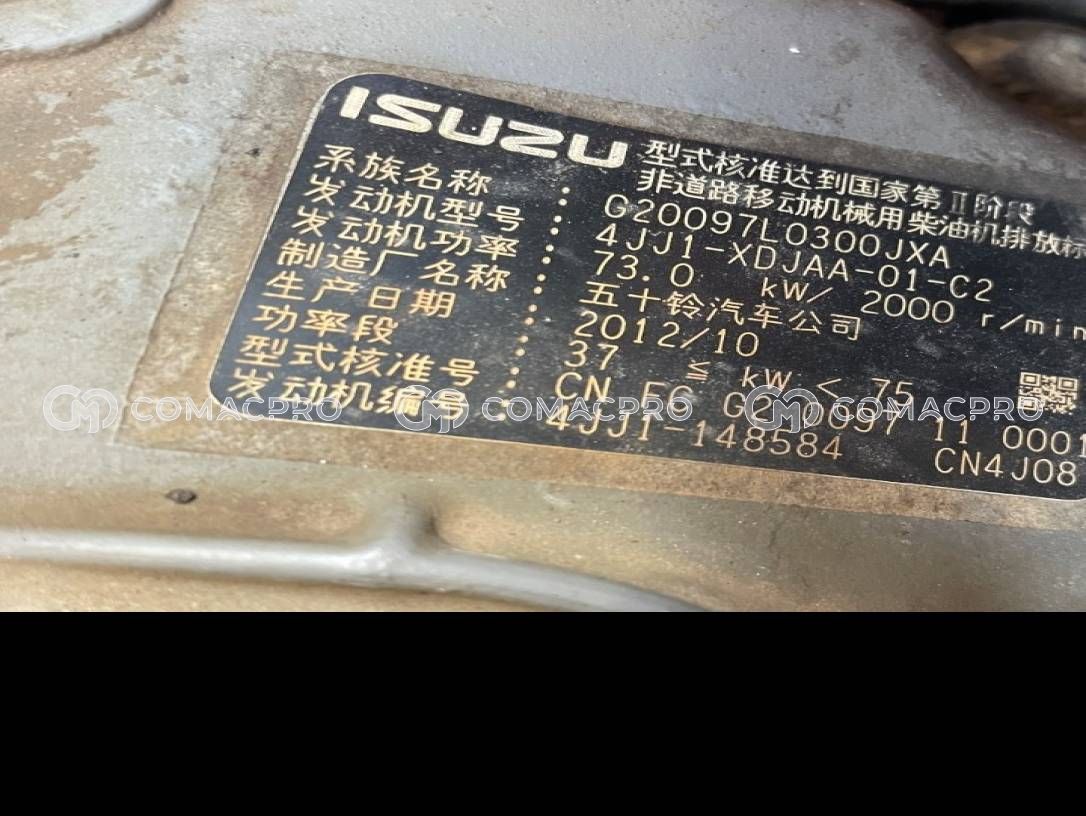 ISUZU
型式核准达到国家第Ⅱ阶段
非道路移动机械用柴油机排放标
系族名称 : G20097L0300JXA
发动机型号 : 4JJ1-XDJAA-01-C2
发动机功率 : 73.0 kW/ 2000 r/min
制造厂名称 : 五十铃汽车公司
生产日期 : 2012/10
功率段 : 37 ≦ kW < 75
型式核准号 : CN FC G2 0097 11 0001
发动机编号 : 4JJ1-148584 CN4J08
COMACPRO COMACPRO COMACPRO